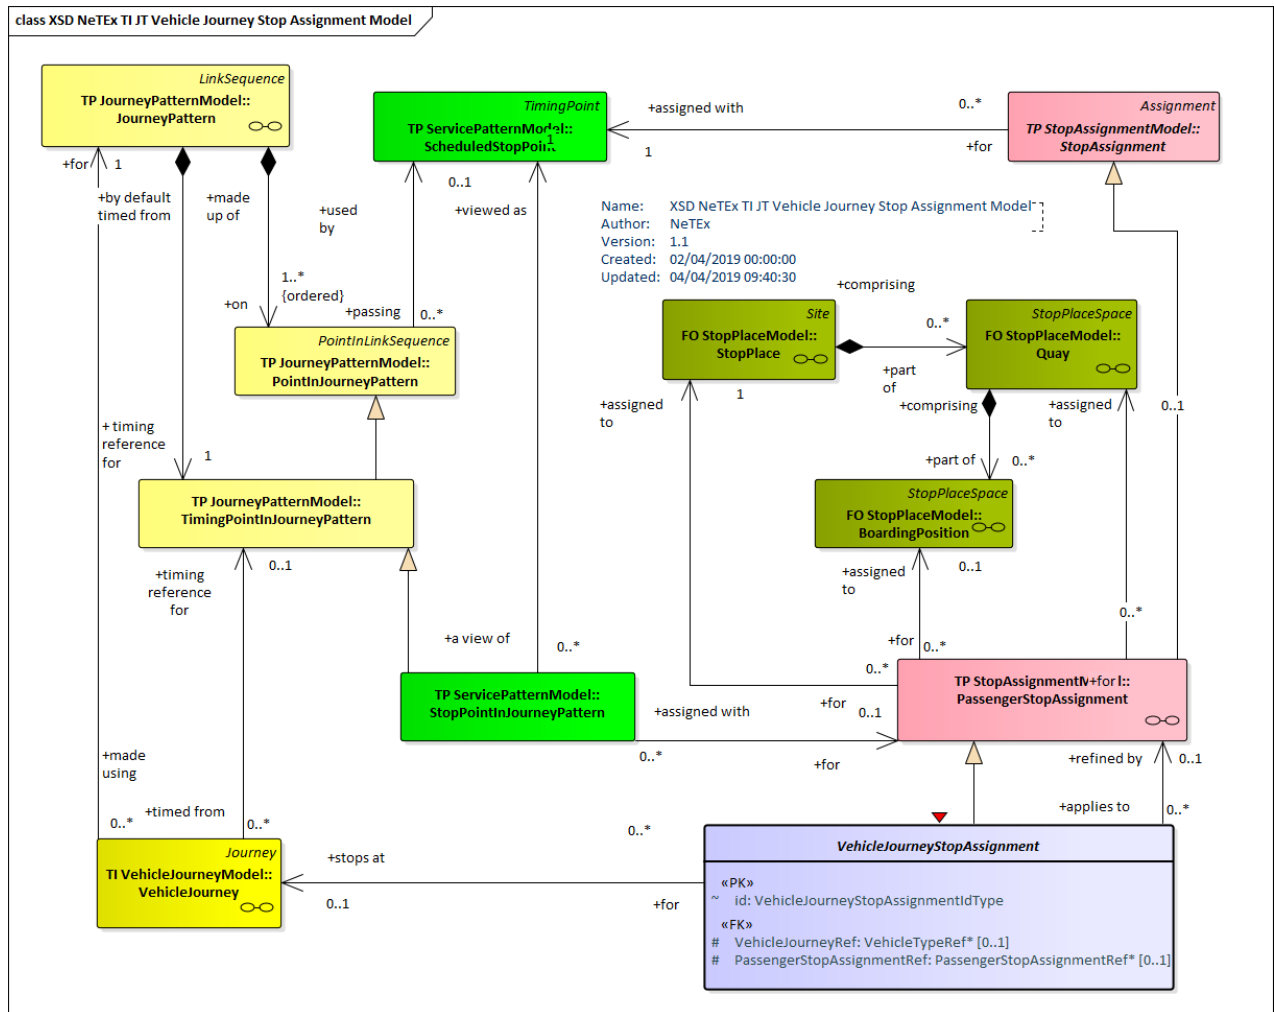 class XSD NeTEx TI JT Vehicle Journey Stop Assignment Model
LinkSequence
TP JourneyPatternModel::
JourneyPattern
TimingPoint
TP ServicePatternModel::
ScheduledStopPoint
1
+assigned with
0..*
1
+for
Assignment
TP StopAssignmentModel::
StopAssignment
+for
1
+by default
timed from
+made
up of
+used
by
0..1
+viewed as
Name: XSD NeTEx TI JT Vehicle Journey Stop Assignment Model
Author: NeTEx
Version: 1.1
Created: 02/04/2019 00:00:00
Updated: 04/04/2019 09:40:30
1..*
{ordered}
+on
+passing
0..*
+comprising
Site
FO StopPlaceModel::
StopPlace
0..*
+part
of
StopPlaceSpace
FO StopPlaceModel::
Quay
PointInLinkSequence
TP JourneyPatternModel::
PointInJourneyPattern
+assigned
to
1
+comprising
+assigned
to
0..1
+ timing
reference
for
1
+part of
0..*
TP JourneyPatternModel::
TimingPointInJourneyPattern
StopPlaceSpace
FO StopPlaceModel::
BoardingPosition
+timing
reference
for
0..1
+assigned
to
0..1
0..*
+a view of
0..*
+for
0..*
0..*
TP ServicePatternModel::
StopPointInJourneyPattern
+assigned with
+for
0..1
TP StopAssignmentM+for l::
PassengerStopAssignment
0..*
+for
+made
using
+refined by
0..1
+timed from
0..*
0..*
+applies to
0..*
0..*
Journey
TI VehicleJourneyModel::
VehicleJourney
+stops at
0..1
+for
VehicleJourneyStopAssignment
«PK»
~ id: VehicleJourneyStopAssignmentIdType
«FK»
# VehicleJourneyRef: VehicleTypeRef* [0..1]
# PassengerStopAssignmentRef: PassengerStopAssignmentRef* [0..1]